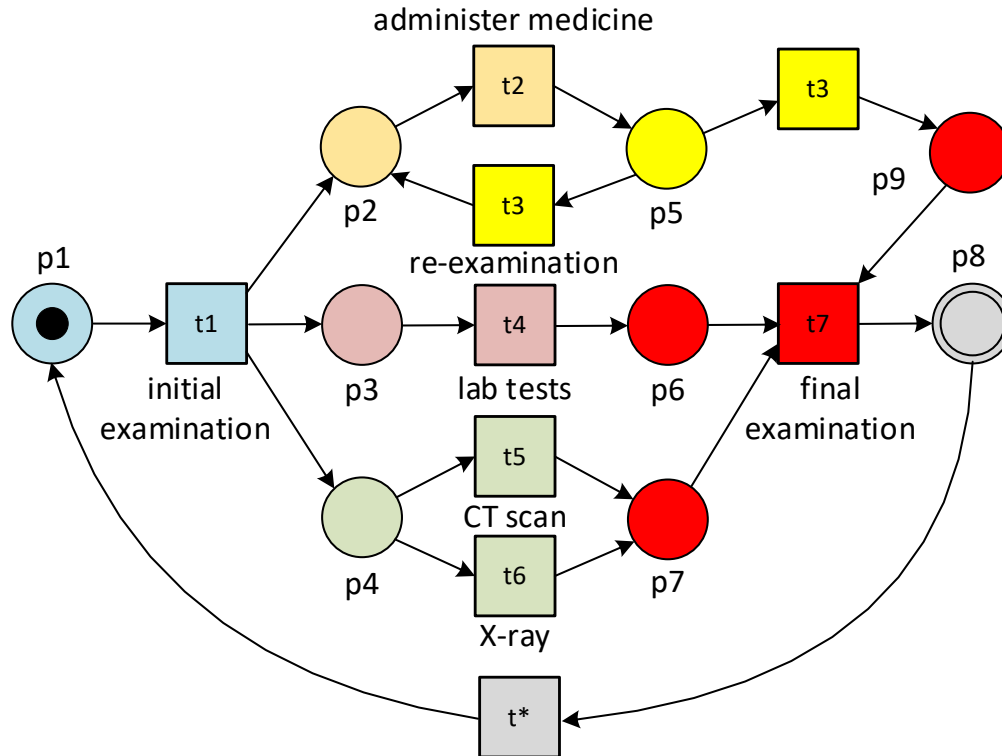 administer medicine
t2
t3
p2
t3
p5
p9
re-examination
p1
p8
t1
t4
t7
initial
examination
p3
lab tests
p6
final
examination
t5
CT scan
p4
t6
p7
X-ray
t*